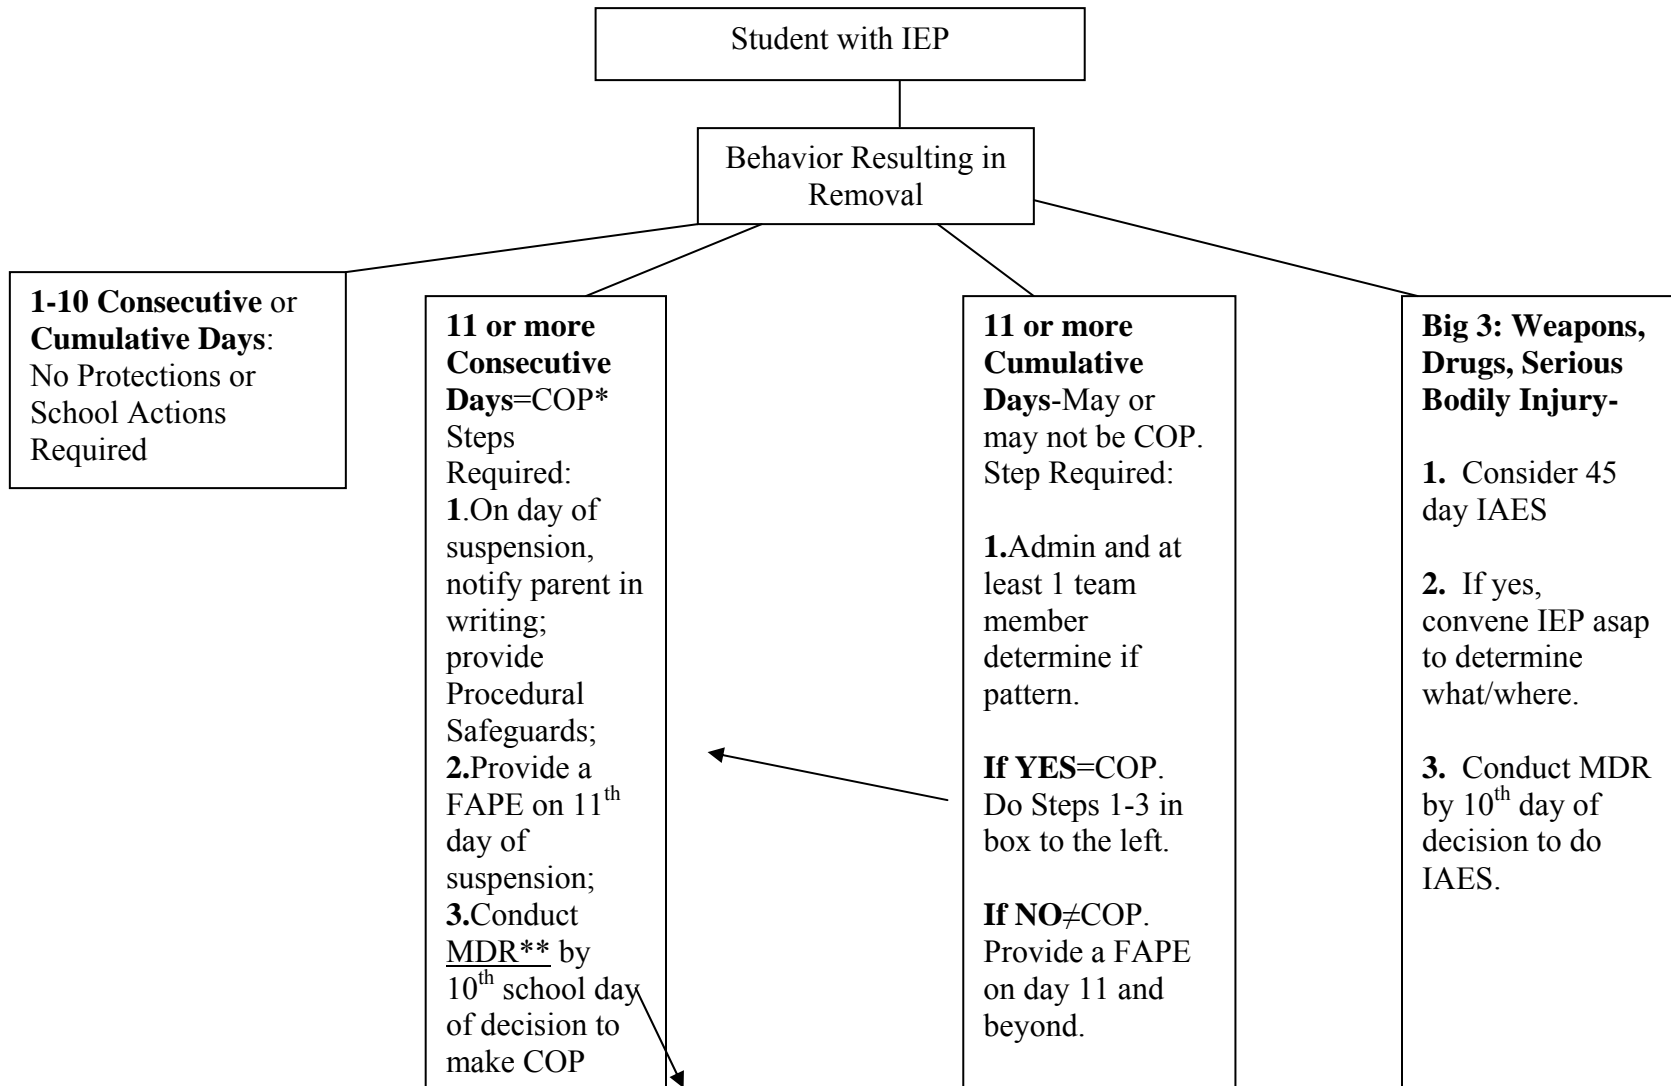 Student with IEP
Behavior Resulting in
Removal
1-10 Consecutive or
Cumulative Days:
No Protections or
School Actions
Required
11 or more
Consecutive
Days=COP*
Steps
Required:
1.On day of
suspension,
notify parent in
writing;
provide
Procedural
Safeguards;
2.Provide a
FAPE on 11th
day of
suspension;
3.Conduct
MDR** by
10th school day
of decision to
make COP
11 or more
Cumulative
Days-May or
may not be COP.
Step Required:
1.Admin and at
least 1 team
member
determine if
pattern.
If YES=COP.
Do Steps 1-3 in
box to the left.
If NO≠COP.
Provide a FAPE
on day 11 and
beyond.
Big 3: Weapons,
Drugs, Serious
Bodily Injury-
1. Consider 45
day IAES
2. If yes,
convene IEP asap
to determine
what/where.
3. Conduct MDR
by 10th day of
decision to do
IAES.